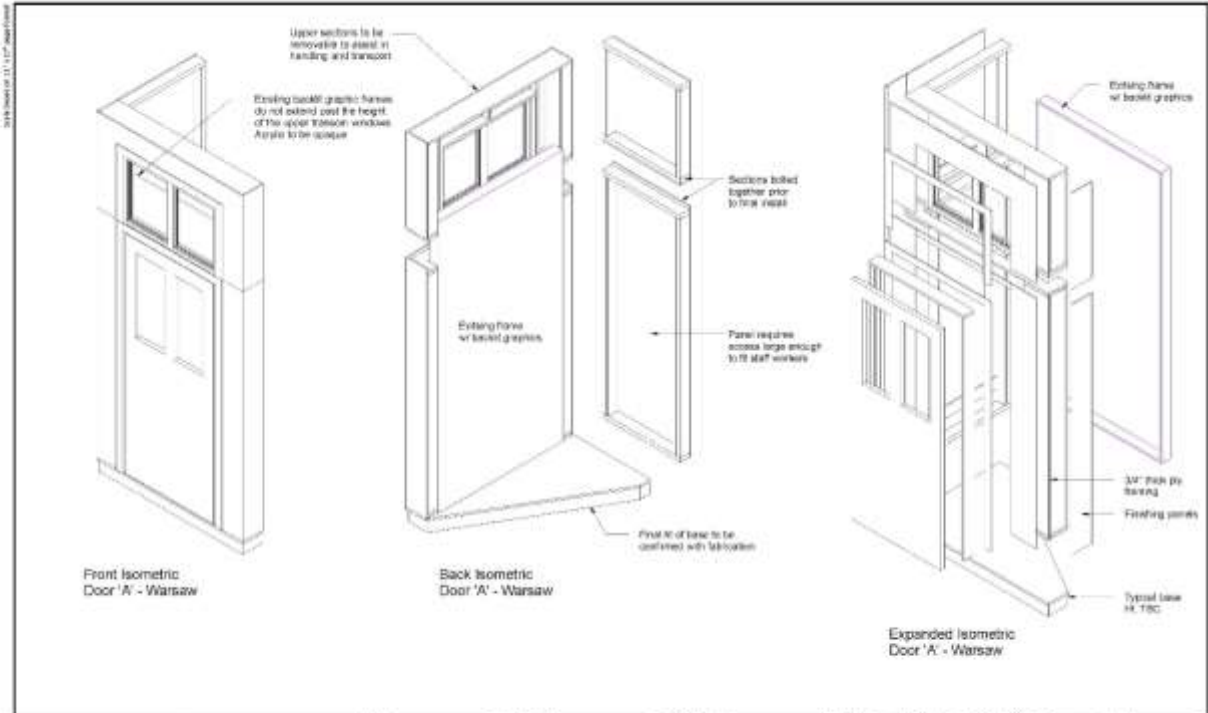 Upper sections to be
removable to assist in
handling and transport
Existing backlit graphic frames
do not extend past the height
of the upper transom windows
Acrylic to be opaque
Existing frame
w/ backlit graphics
Sections bolted
together prior
to final install
Existing frame
w/ backlit graphics
Panel requires
access large enough
to fit staff workers
3/4" thick ply
framing
Finishing panels
Final fit of base to be
confirmed with fabrication
Front Isometric
Door 'A' - Warsaw
Back Isometric
Door 'A' - Warsaw
Typical base
Ht. TBC
Expanded Isometric
Door 'A' - Warsaw